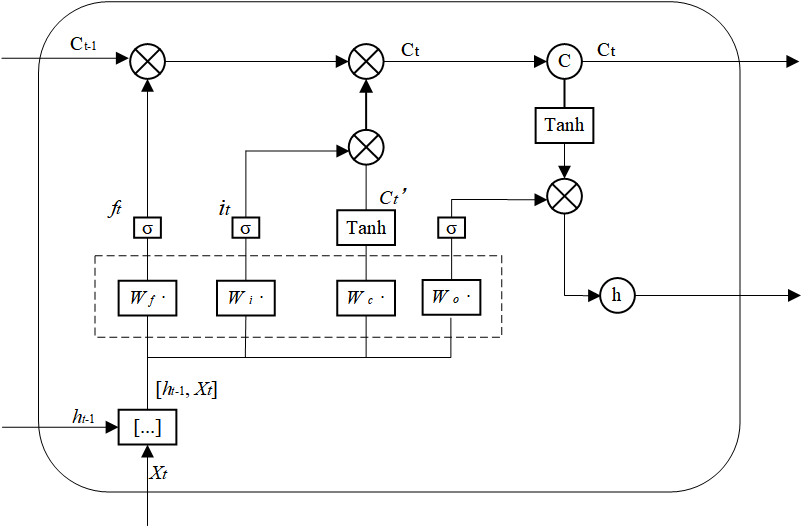 Ct-1
Ct
C
Ct
Tanh
Ct’
ft
it
σ
σ
Tanh
σ
Wf ·
Wi ·
Wc ·
Wo ·
h
[ht-1, Xt]
ht-1
[...]
Xt